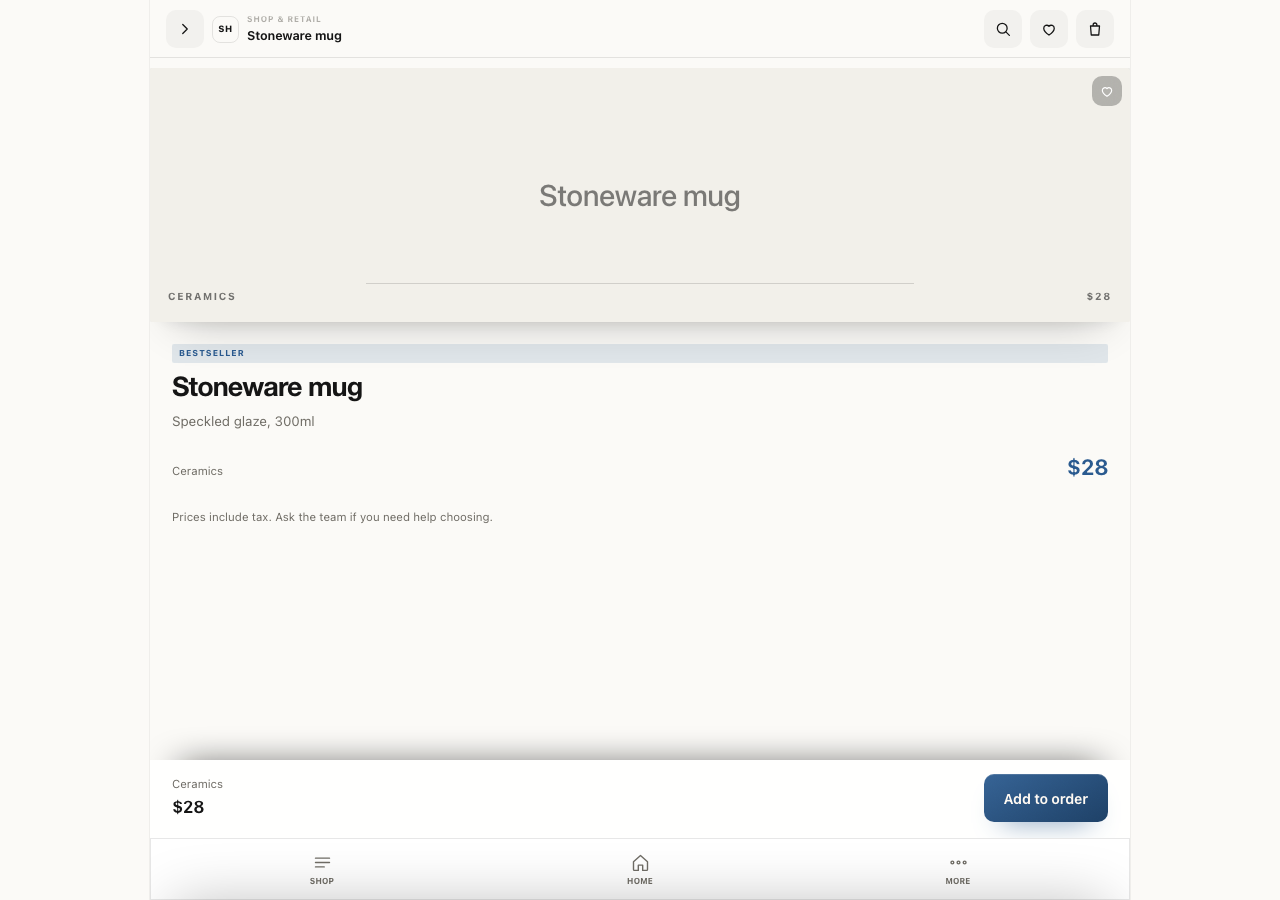 SH
SHOP & RETAIL
Stoneware mug
Stoneware mug
CERAMICS
$28
BESTSELLER
Stoneware mug
Speckled glaze, 300ml
Ceramics
$28
Prices include tax. Ask the team if you need help choosing.
Ceramics
$28
Add to order
SHOP
HOME
MORE